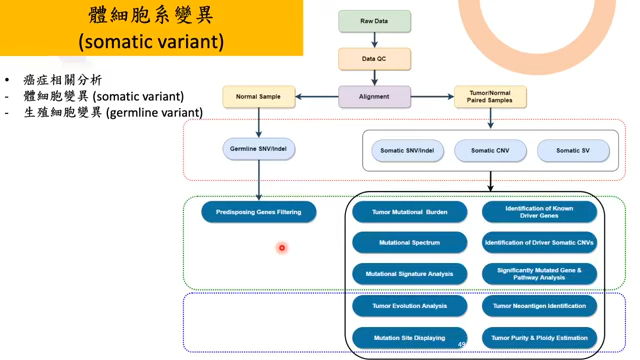 體細胞系變異
(somatic variant)
• 癌症相關分析
- 體細胞變異 (somatic variant)
- 生殖細胞變異 (germline variant)
Raw Data
Data QC
Normal Sample
Alignment
Tumor/Normal
Paired Samples
Germline SNV/Indel
Somatic SNV/Indel
Somatic CNV
Somatic SV
Predisposing Genes Filtering
Tumor Mutational Burden
Identification of Known
Driver Genes
Mutational Spectrum
Identification of Driver Somatic CNVs
Mutational Signature Analysis
Significantly Mutated Gene &
Pathway Analysis
Tumor Evolution Analysis
Tumor Neoantigen Identification
Mutation Site Displaying
Tumor Purity & Ploidy Estimation